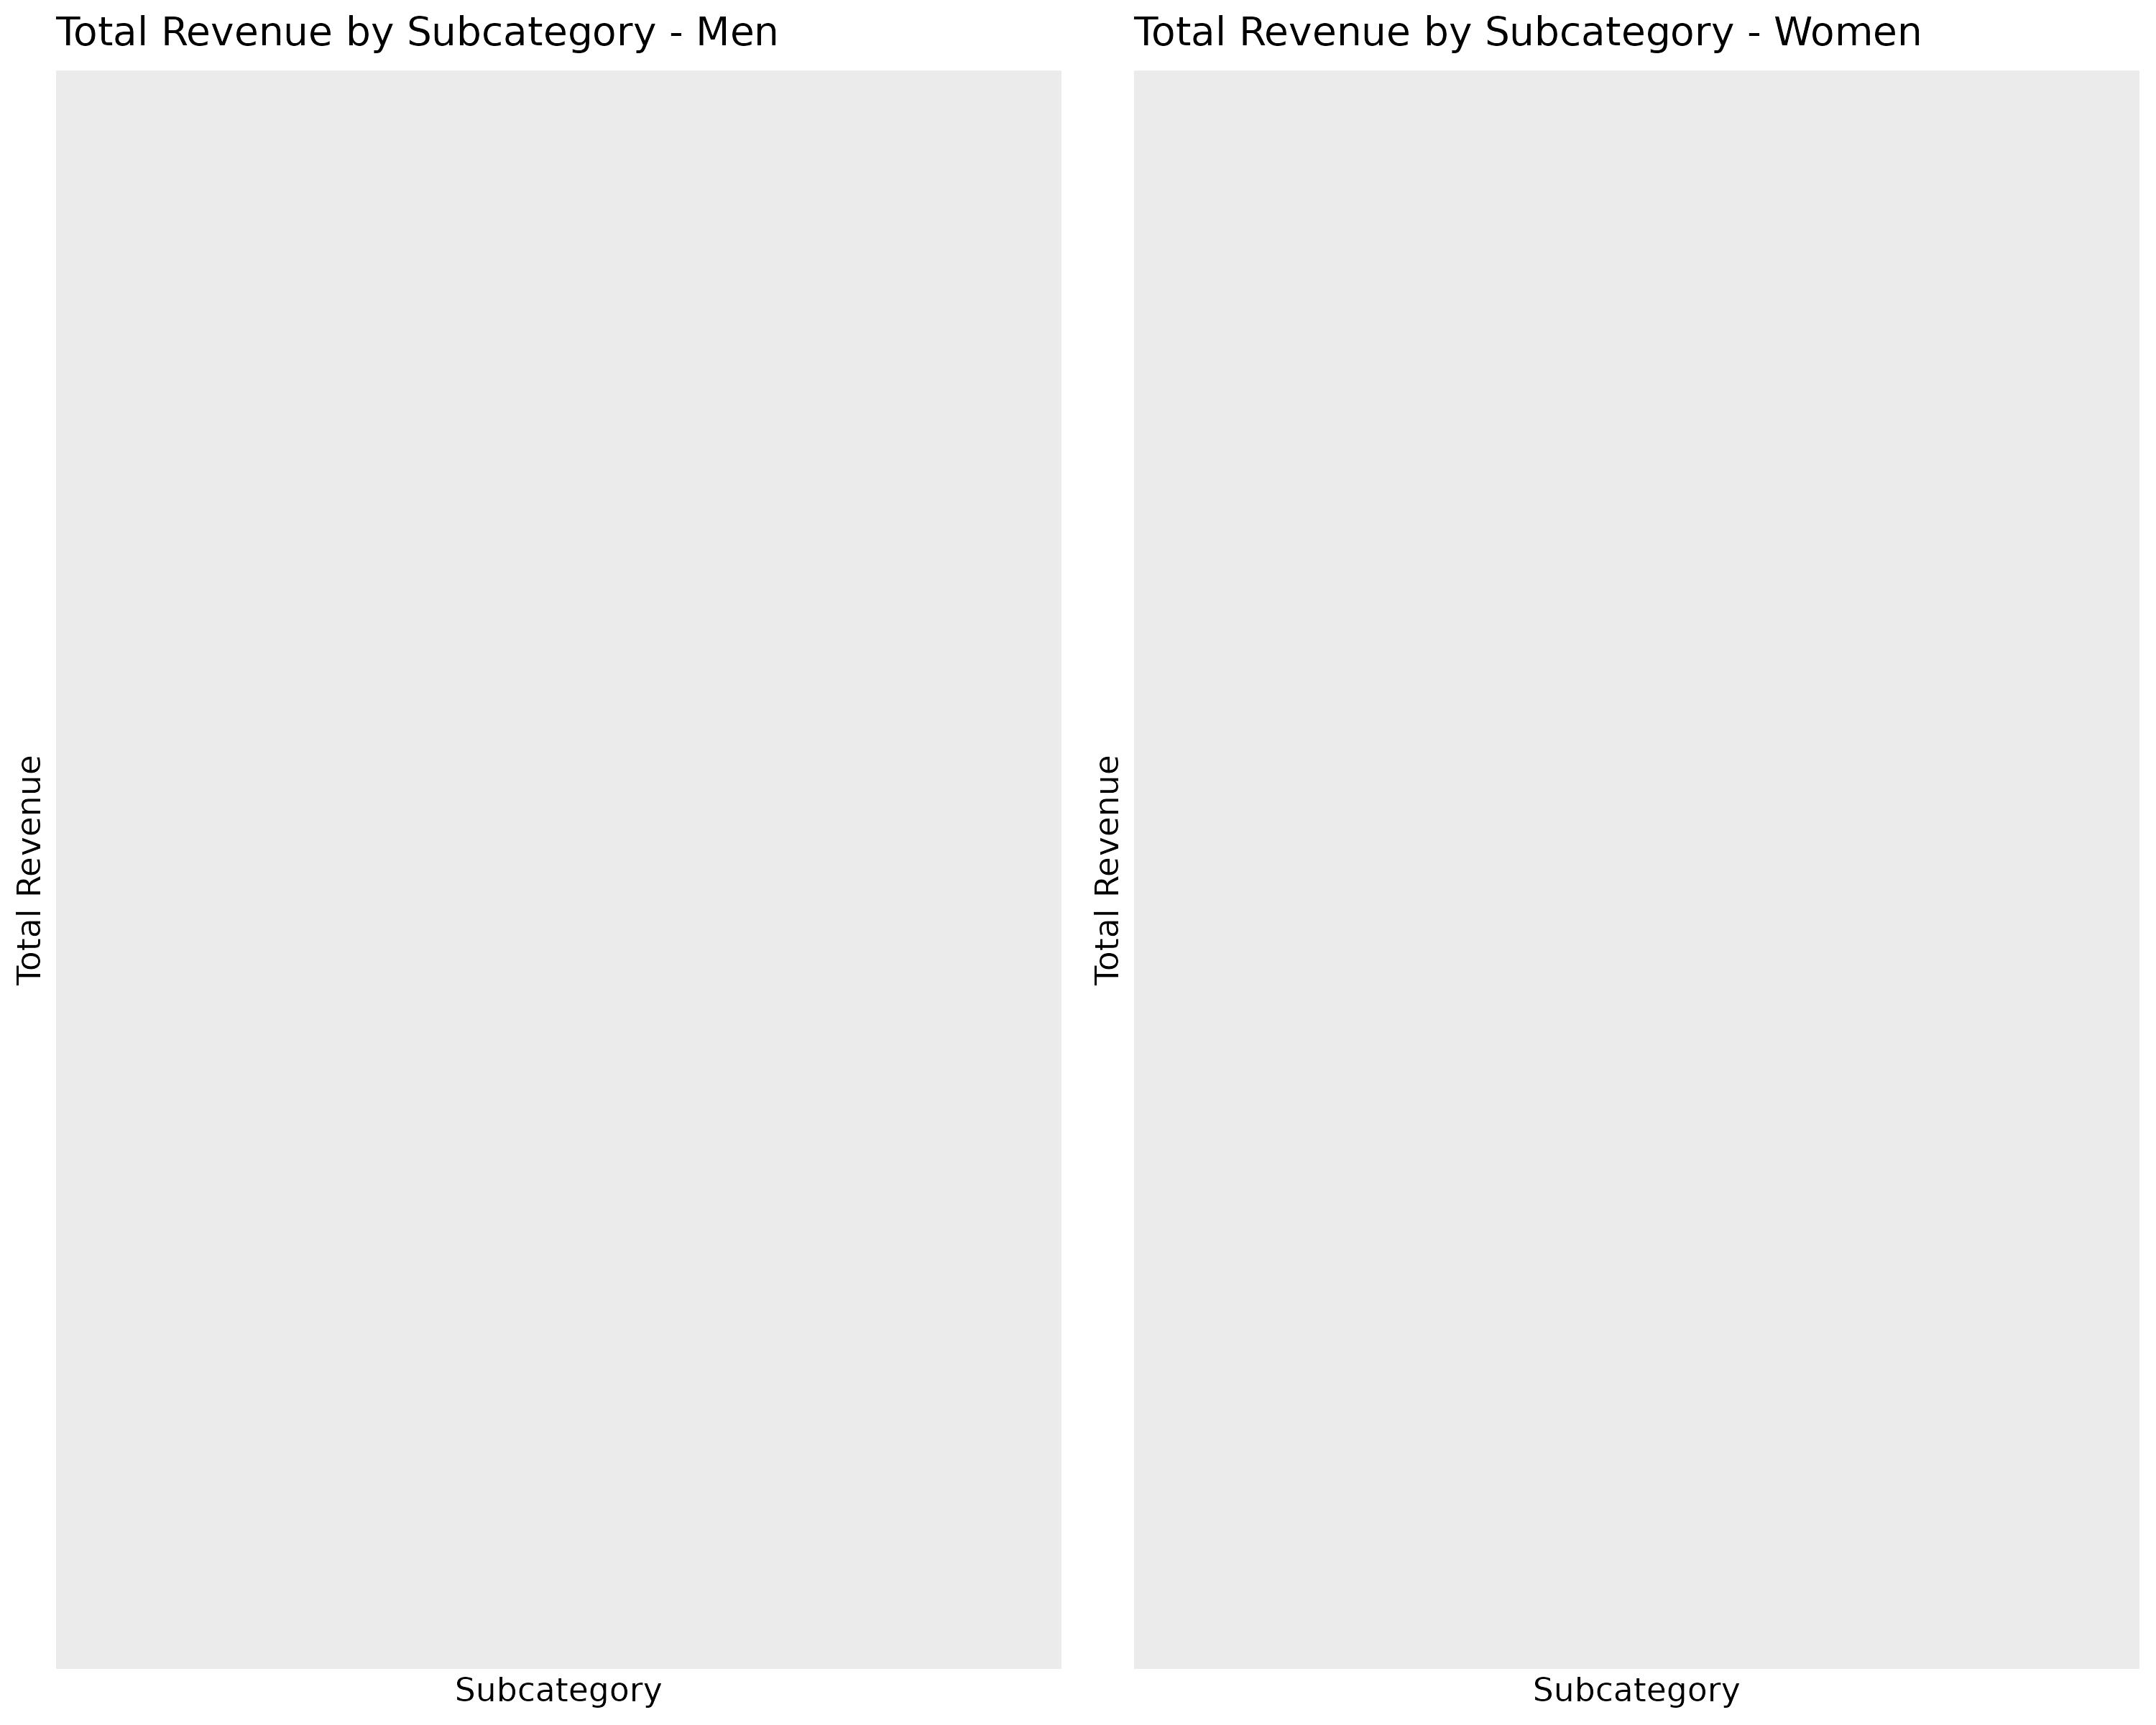 Total Revenue by Subcategory - Men
Total Revenue
Subcategory
Total Revenue by Subcategory - Women
Total Revenue
Subcategory